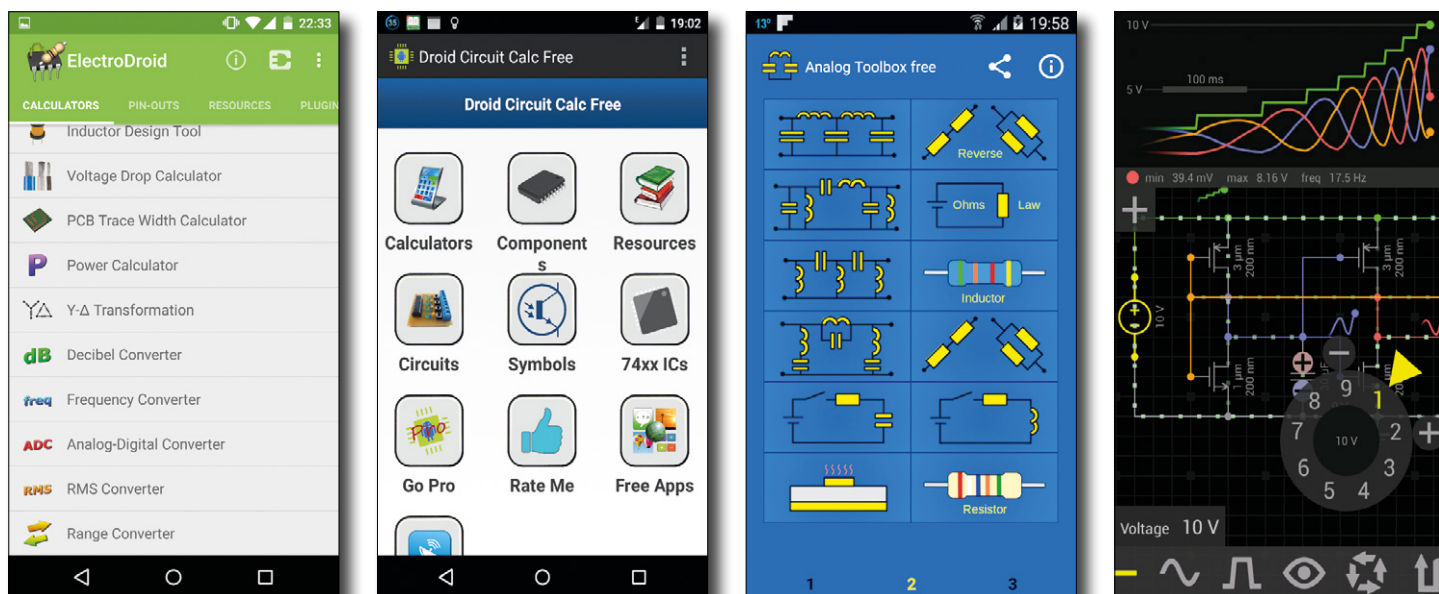 22:33
ElectroDroid
CALCULATORS PIN-OUTS RESOURCES PLUGIN
Inductor Design Tool
Voltage Drop Calculator
PCB Trace Width Calculator
P Power Calculator
Y-Δ Transformation
dB Decibel Converter
freq Frequency Converter
ADC Analog-Digital Converter
RMS RMS Converter
Range Converter
35 E 19:02
Droid Circuit Calc Free
Droid Circuit Calc Free
Calculators Component Resources
s
Circuits Symbols 74xx ICs
Pro
Go Pro Rate Me Free Apps
13° 19:58
Analog Toolbox free
Reverse
Ohms Law
Inductor
Resistor
1 2 3
10 V
100 ms
5 V
min 39.4 mV max 8.16 V freq 17.5 Hz
3 µm
200 nm
3 µm
200 nm
10 V
1 µm
200 nm
9
8 1
7 10 V 2
6 3
5 4
Voltage 10 V